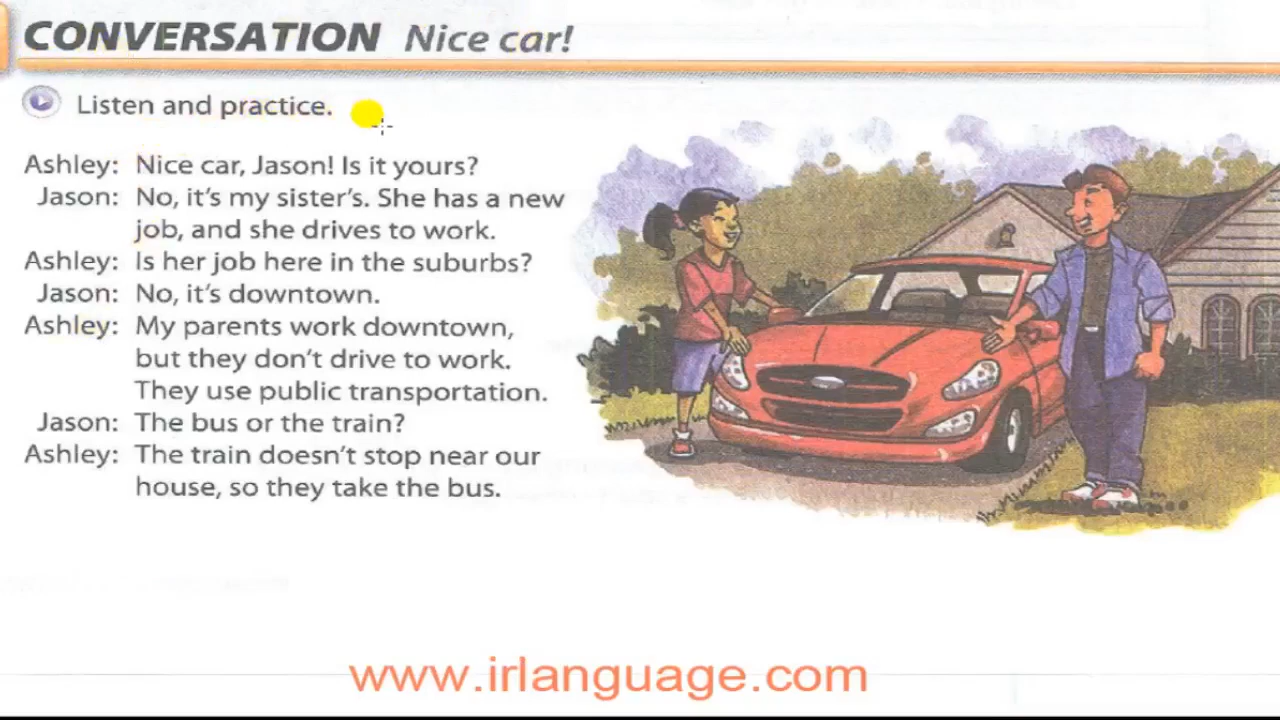 CONVERSATION Nice car!
Listen and practice.
Ashley: Nice car, Jason! Is it yours?
Jason: No, it's my sister's. She has a new
job, and she drives to work.
Ashley: Is her job here in the suburbs?
Jason: No, it's downtown.
Ashley: My parents work downtown,
but they don't drive to work.
They use public transportation.
Jason: The bus or the train?
Ashley: The train doesn't stop near our
house, so they take the bus.
www.irlanguage.com